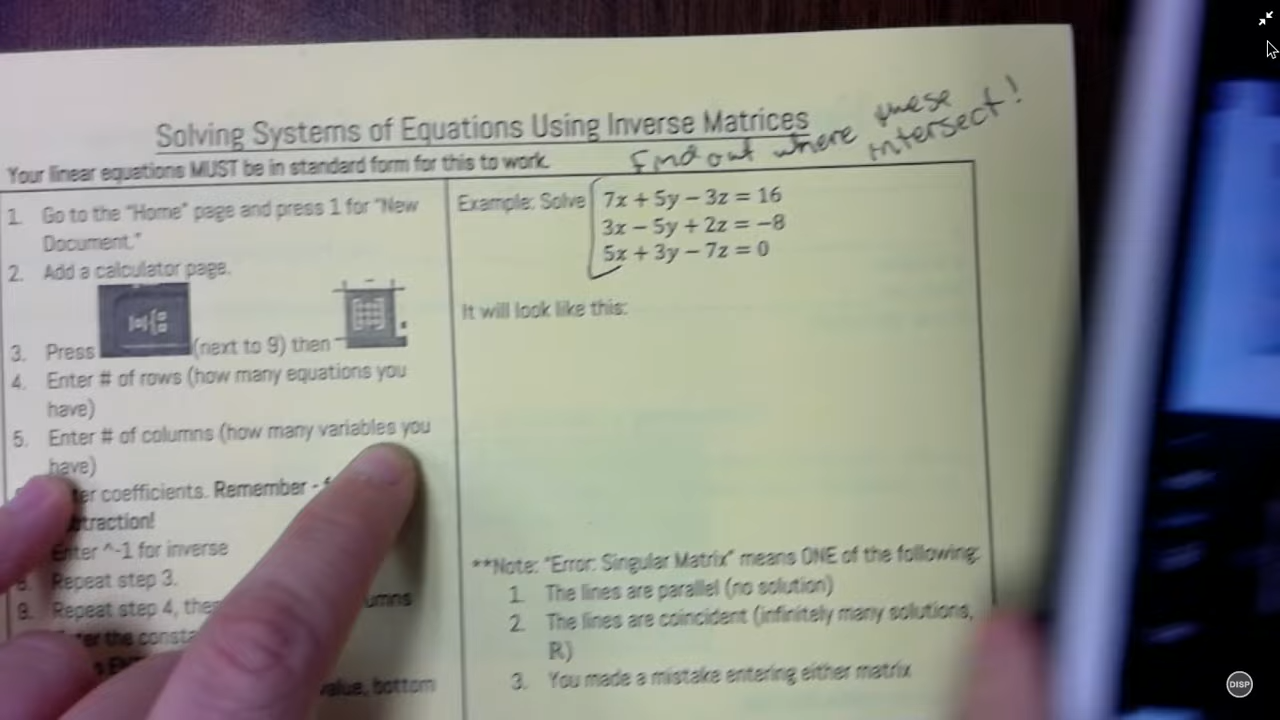 Solving Systems of Equations Using Inverse Matrices
Find out where these intersect!
Your linear equations MUST be in standard form for this to work.
1. Go to the "Home" page and press 1 for "New
Document."
2. Add a calculator page.
3. Press (next to 9) then
4. Enter # of rows (how many equations you
have)
5. Enter # of columns (how many variables you
have)
coefficients. Remember -
Enter ^-1 for inverse
Repeat step 3.
9. Repeat step 4, then
the
value, bottom
Example: Solve
7x + 5y − 3z = 16
3x − 5y + 2z = −8
5x + 3y − 7z = 0
It will look like this:
**Note: "Error: Singular Matrix" means ONE of the following:
1. The lines are parallel (no solution)
2. The lines are coincident (infinitely many solutions,
R)
3. You made a mistake entering either matrix
DISP